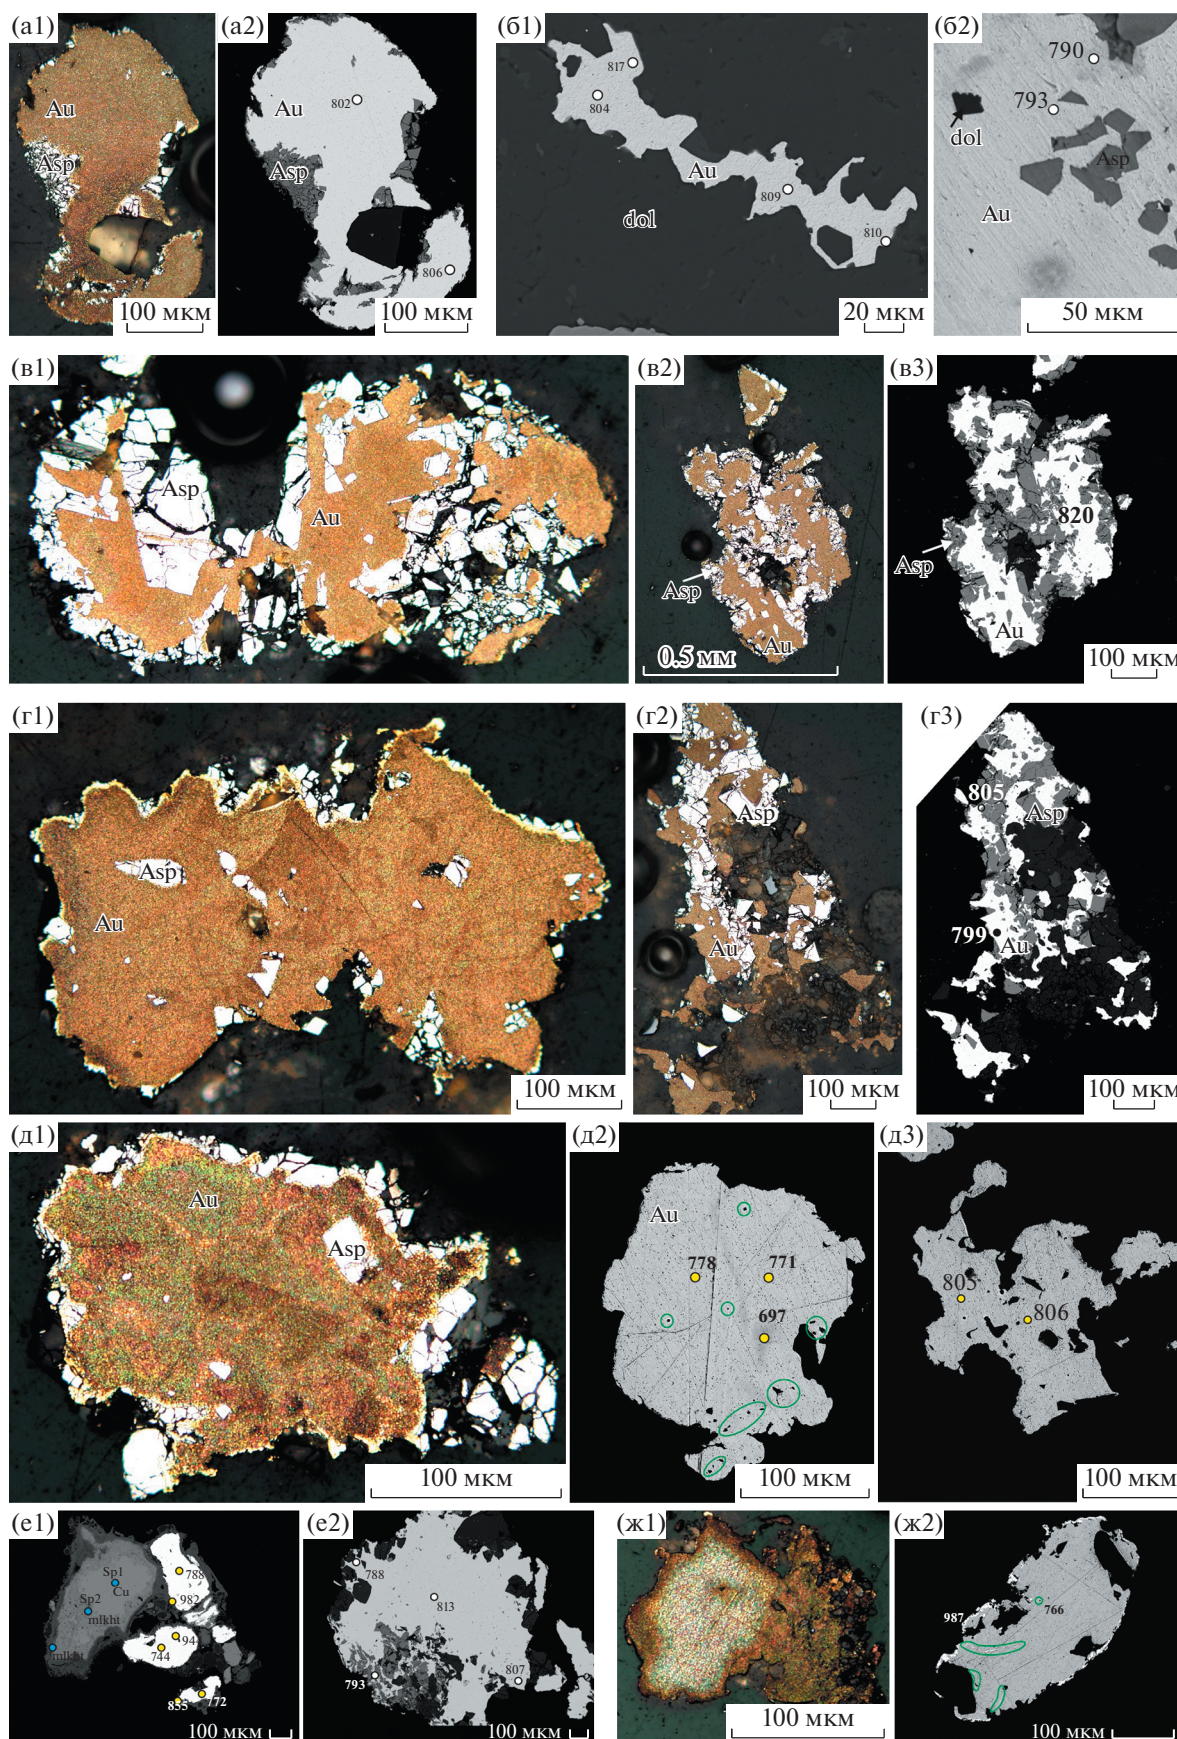 (а1)
Au
Asp
100 мкм
(а2)
802
Au
Asp
806
100 мкм
(б1)
817
804
Au
809
dol
810
20 мкм
(б2)
790
793
dol
Asp
Au
50 мкм
(в1)
Asp
Au
100 мкм
(в2)
Asp
Au
0.5 мм
(в3)
820
Asp
Au
100 мкм
(г1)
Asp
Au
100 мкм
(г2)
Asp
Au
100 мкм
(г3)
805
Asp
799
Au
100 мкм
(д1)
Au
Asp
100 мкм
(д2)
Au
778
771
697
100 мкм
(д3)
805
806
100 мкм
(е1)
Sp1
Cu
788
Sp2
mlkht
982
mlkht
944
744
855
772
100 мкм
(е2)
788
813
793
807
100 мкм
(ж1)
100 мкм
(ж2)
987
766
100 мкм